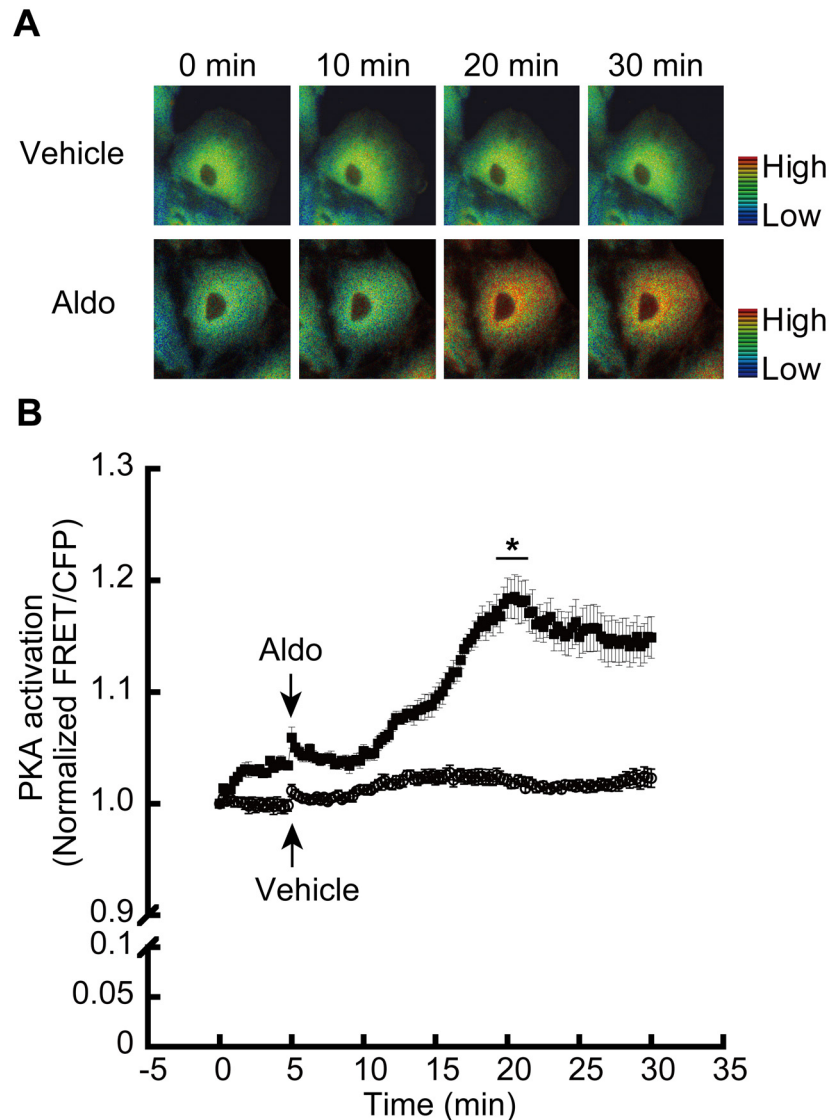 A
0 min 10 min 20 min 30 min
Vehicle
High
Low
Aldo
High
Low
B
PKA activation
(Normalized FRET/CFP)
1.3
1.2
1.1
1.0
0.9
0.1
0.05
0
*
Aldo
Vehicle
-5 0 5 10 15 20 25 30 35
Time (min)